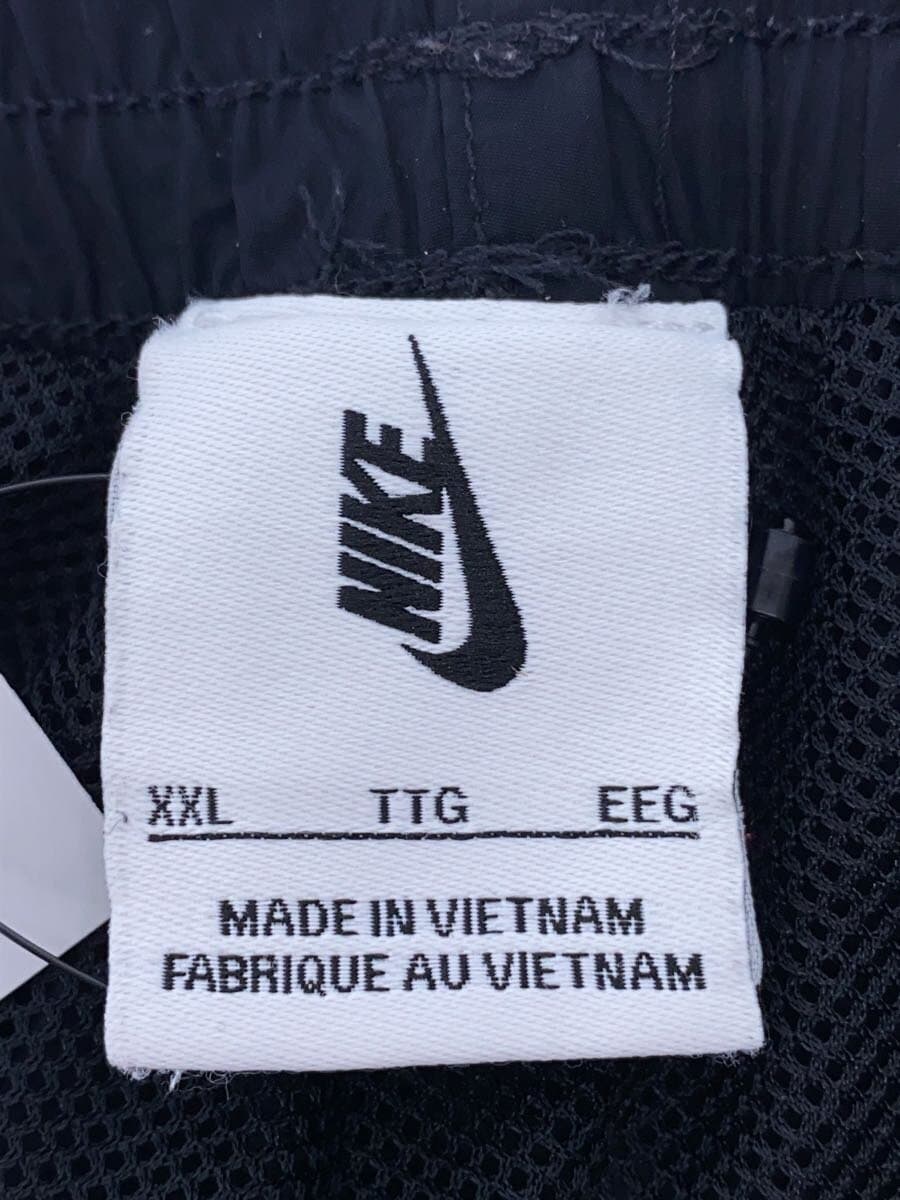 NIKE
XXL TTG EEG
MADE IN VIETNAM
FABRIQUE AU VIETNAM